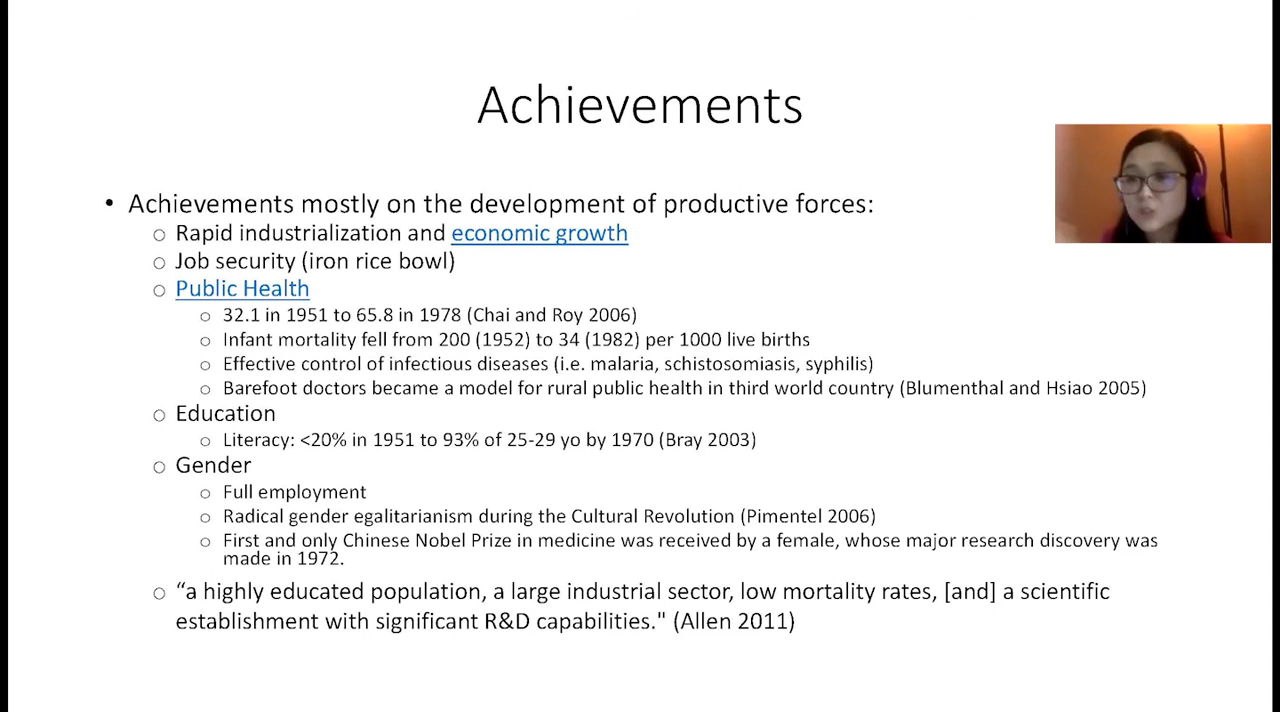 Achievements
• Achievements mostly on the development of productive forces:
○ Rapid industrialization and economic growth
○ Job security (iron rice bowl)
○ Public Health
○ 32.1 in 1951 to 65.8 in 1978 (Chai and Roy 2006)
○ Infant mortality fell from 200 (1952) to 34 (1982) per 1000 live births
○ Effective control of infectious diseases (i.e. malaria, schistosomiasis, syphilis)
○ Barefoot doctors became a model for rural public health in third world country (Blumenthal and Hsiao 2005)
○ Education
○ Literacy: <20% in 1951 to 93% of 25-29 yo by 1970 (Bray 2003)
○ Gender
○ Full employment
○ Radical gender egalitarianism during the Cultural Revolution (Pimentel 2006)
○ First and only Chinese Nobel Prize in medicine was received by a female, whose major research discovery was
made in 1972.
○ “a highly educated population, a large industrial sector, low mortality rates, [and] a scientific
establishment with significant R&D capabilities." (Allen 2011)